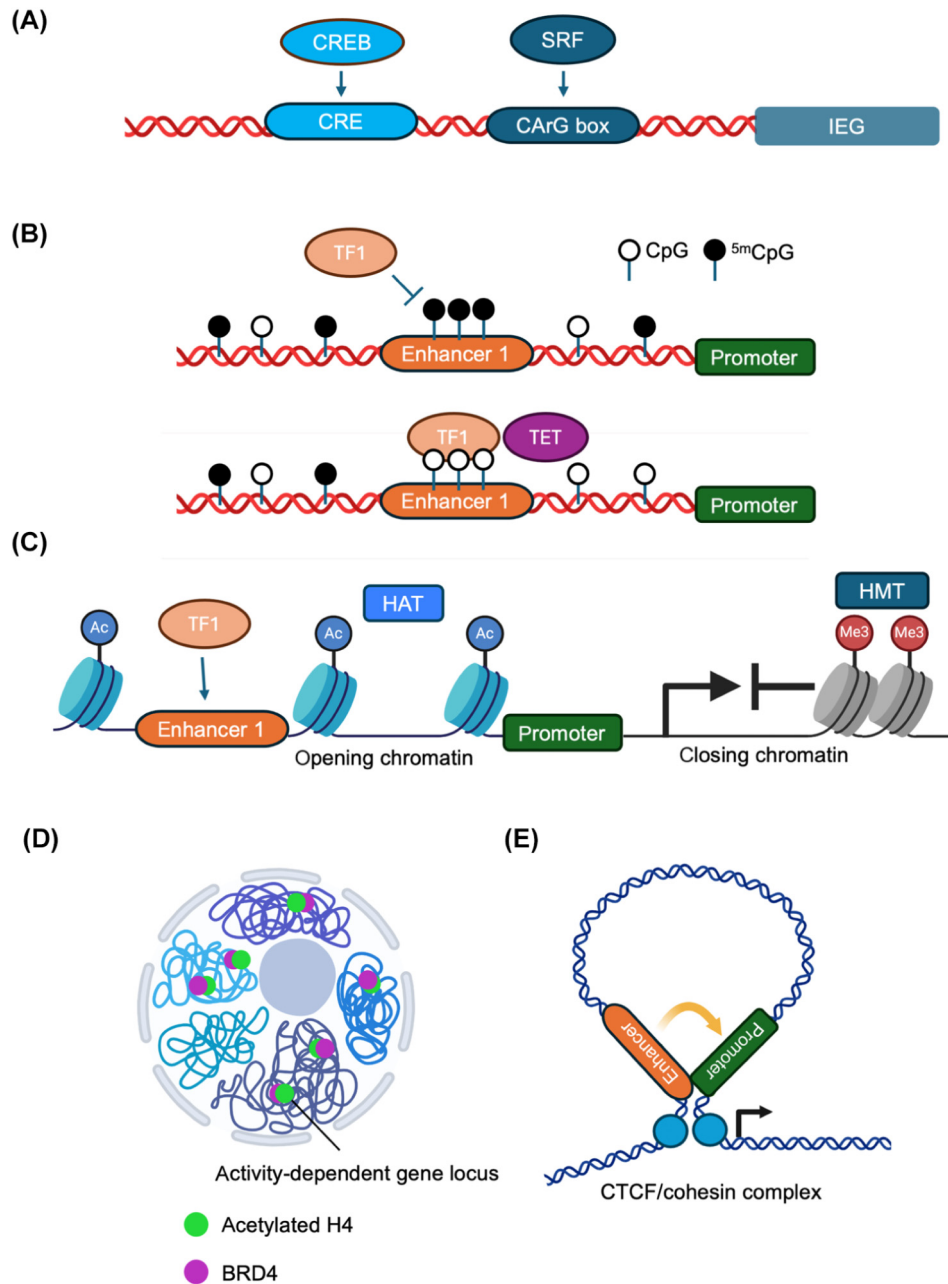 (A)
CREB
SRF
CRE
CArG box
IEG
(B)
TF1
CpG
5mCpG
Enhancer 1
Promoter
TF1
TET
Enhancer 1
Promoter
(C)
Ac
TF1
Ac
HAT
Ac
HMT
Me3
Me3
Enhancer 1
Promoter
Opening chromatin
Closing chromatin
(D)
Activity-dependent gene locus
Acetylated H4
BRD4
(E)
Enhancer
Promoter
CTCF/cohesin complex